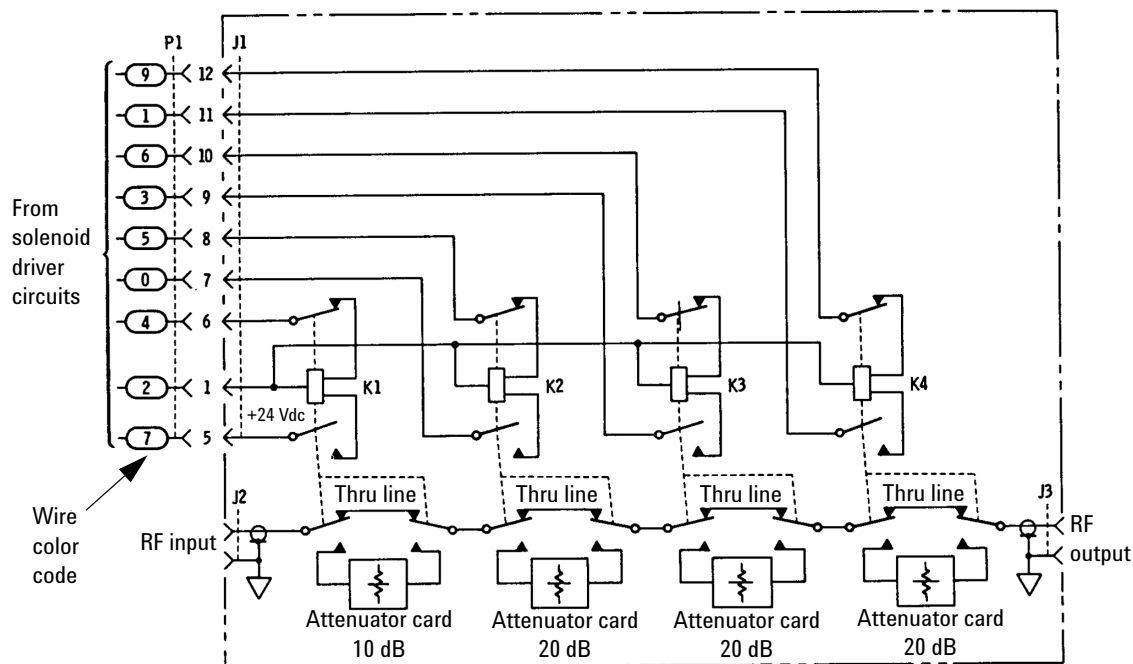 P1 J1
9 12
1 11
6 10
3 9
5 8
0 7
4 6
2 1
7 5
From
solenoid
driver
circuits
K1 K2 K3 K4
+24 Vdc
Wire
color
code
J2
RF input
Thru line Thru line Thru line Thru line
J3
RF
output
Attenuator card
10 dB
Attenuator card
20 dB
Attenuator card
20 dB
Attenuator card
20 dB